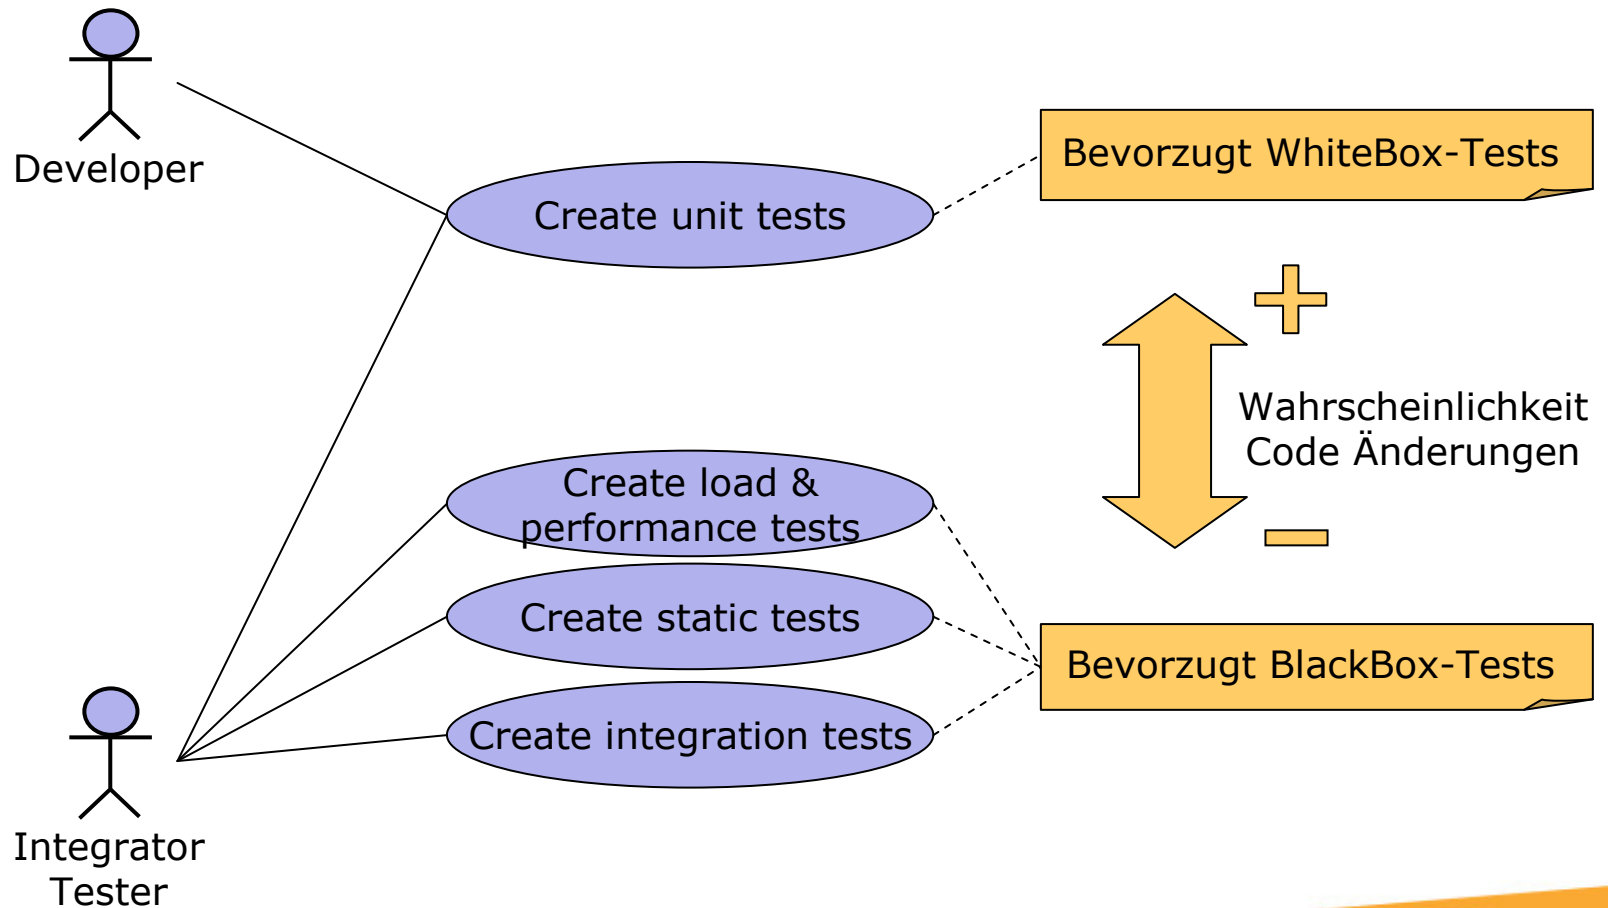 Developer
Create unit tests
Bevorzugt WhiteBox-Tests
Wahrscheinlichkeit
Code Änderungen
Create load &
performance tests
Create static tests
Create integration tests
Bevorzugt BlackBox-Tests
Integrator
Tester